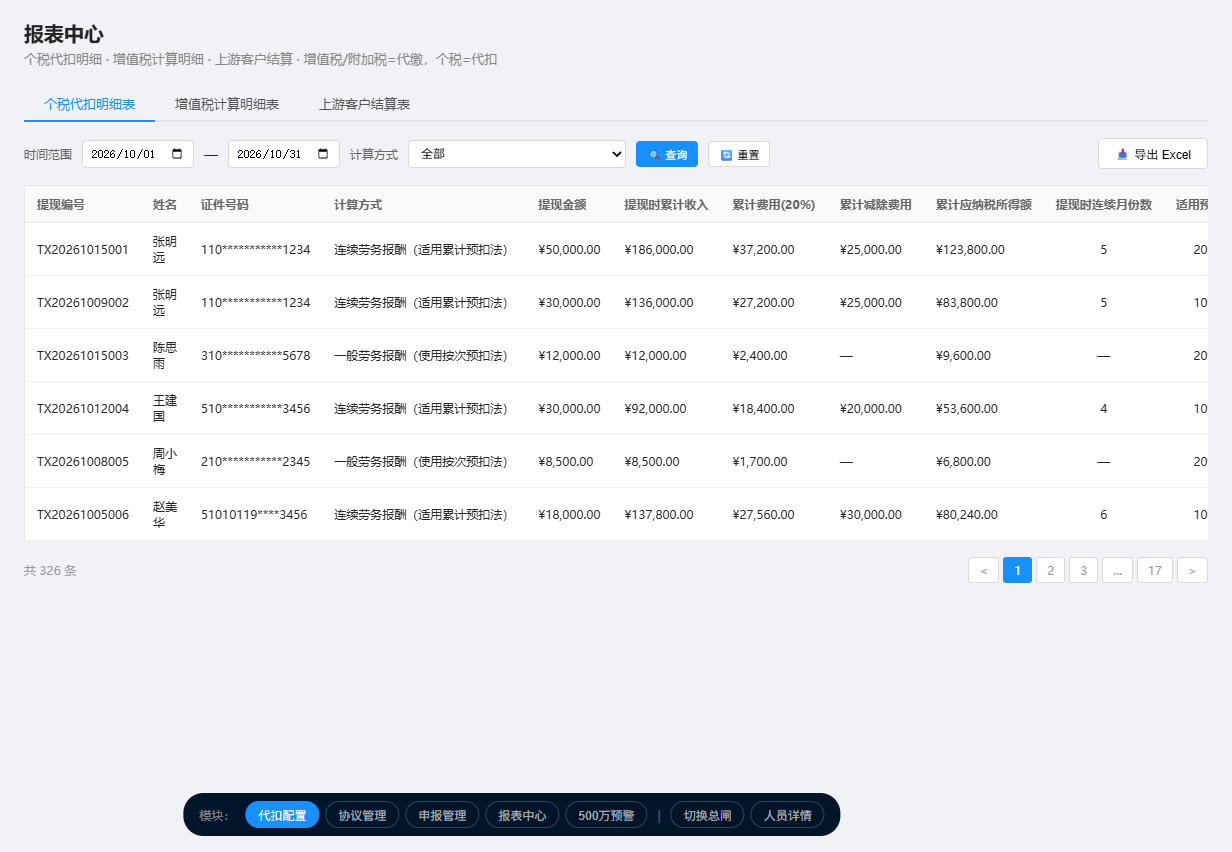 报表中心
个税代扣明细 · 增值税计算明细 · 上游客户结算 · 增值税/附加税=代缴，个税=代扣
个税代扣明细表 增值税计算明细表 上游客户结算表
时间范围 2026/10/01 — 2026/10/31 计算方式 全部 查询 重置 导出 Excel
提现编号 姓名 证件号码 计算方式 提现金额 提现时累计收入 累计费用(20%) 累计减除费用 累计应纳税所得额 提现时连续月份数 适用预
TX20261015001 张明远 110***********1234 连续劳务报酬（适用累计预扣法） ¥50,000.00 ¥186,000.00 ¥37,200.00 ¥25,000.00 ¥123,800.00 5 20
TX20261009002 张明远 110***********1234 连续劳务报酬（适用累计预扣法） ¥30,000.00 ¥136,000.00 ¥27,200.00 ¥25,000.00 ¥83,800.00 5 10
TX20261015003 陈思雨 310***********5678 一般劳务报酬（使用按次预扣法） ¥12,000.00 ¥12,000.00 ¥2,400.00 — ¥9,600.00 — 20
TX20261012004 王建国 510***********3456 连续劳务报酬（适用累计预扣法） ¥30,000.00 ¥92,000.00 ¥18,400.00 ¥20,000.00 ¥53,600.00 4 10
TX20261008005 周小梅 210***********2345 一般劳务报酬（使用按次预扣法） ¥8,500.00 ¥8,500.00 ¥1,700.00 — ¥6,800.00 — 20
TX20261005006 赵美华 51010119****3456 连续劳务报酬（适用累计预扣法） ¥18,000.00 ¥137,800.00 ¥27,560.00 ¥30,000.00 ¥80,240.00 6 10
共 326 条 < 1 2 3 ... 17 >
模块： 代扣配置 协议管理 申报管理 报表中心 500万预警 | 切换总闸 人员详情